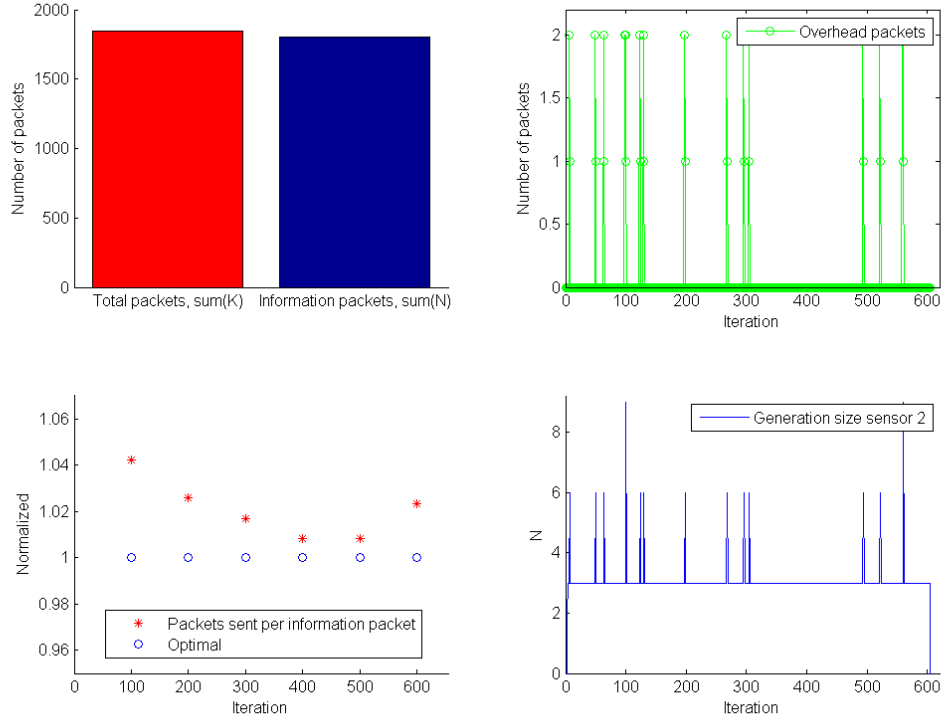 2000
1500
1000
500
0
Number of packets
Total packets, sum(K)
Information packets, sum(N)
2
1.5
1
0.5
0
Number of packets
Overhead packets
0 100 200 300 400 500 600
Iteration
1.06
1.04
1.02
1
0.98
0.96
Normalized
Packets sent per information packet
Optimal
0 100 200 300 400 500 600
Iteration
8
6
4
2
0
N
Generation size sensor 2
0 100 200 300 400 500 600
Iteration